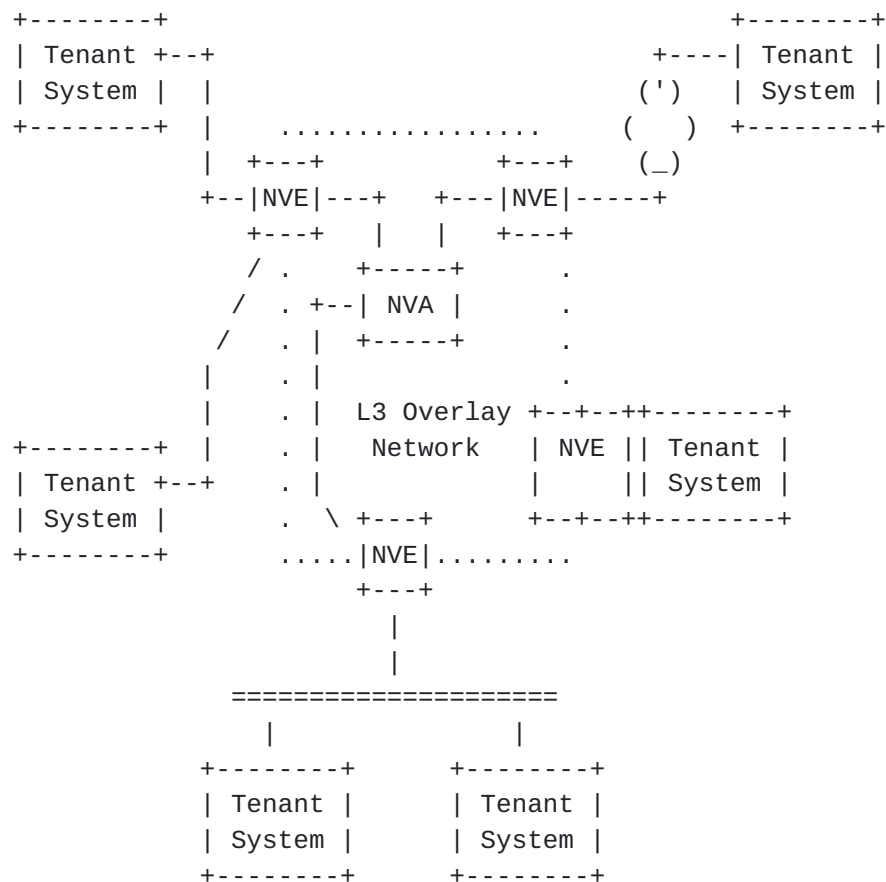 +--------+                                    +--------+
| Tenant +--+                            +----| Tenant |
| System |  |                           (')   | System |
+--------+  |    .................     (   )  +--------+
            |  +---+           +---+    (_)
            +--|NVE|---+   +---|NVE|-----+
               +---+   |   |   +---+
               / .    +-----+      .
              /  . +--| NVA |      .
             /   . |  +-----+      .
            |    . |               .
            |    . |  L3 Overlay +--+--++--------+
+--------+  |    . |   Network   | NVE || Tenant |
| Tenant +--+    . |             |     || System |
| System |       .  \ +---+      +--+--++--------+
+--------+       .....|NVE|.........
                      +---+
                        |
                        |
              =====================
                |               |
            +--------+      +--------+
            | Tenant |      | Tenant |
            | System |      | System |
            +--------+      +--------+